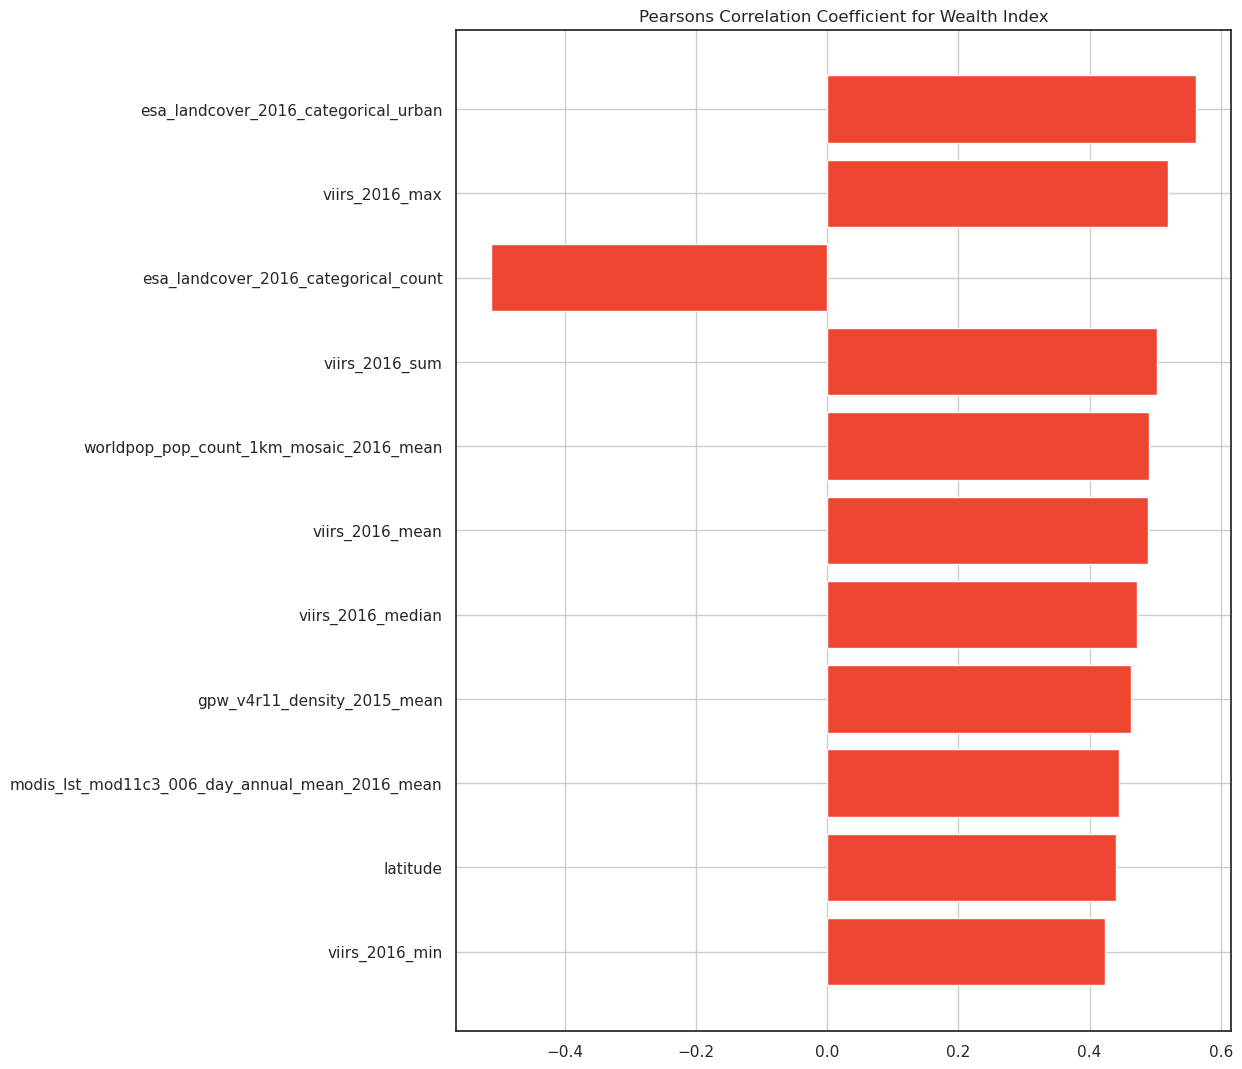 Pearsons Correlation Coefficient for Wealth Index
esa_landcover_2016_categorical_urban
viirs_2016_max
esa_landcover_2016_categorical_count
viirs_2016_sum
worldpop_pop_count_1km_mosaic_2016_mean
viirs_2016_mean
viirs_2016_median
gpw_v4r11_density_2015_mean
modis_lst_mod11c3_006_day_annual_mean_2016_mean
latitude
viirs_2016_min
−0.4 −0.2 0.0 0.2 0.4 0.6